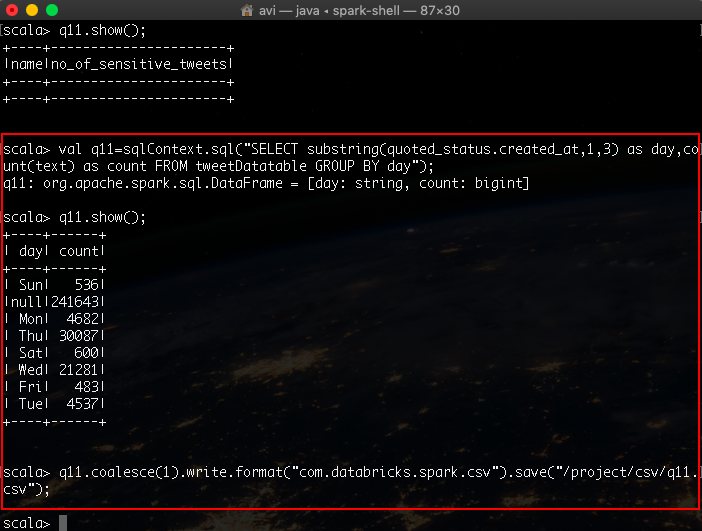 avi — java ◂ spark-shell — 87×30
[scala> q11.show(); ]
+----+----------------------+
|name|no_of_sensitive_tweets|
+----+----------------------+
+----+----------------------+
[scala> val q11=sqlContext.sql("SELECT substring(quoted_status.created_at,1,3) as day,co]
unt(text) as count FROM tweetDatatable GROUP BY day");
q11: org.apache.spark.sql.DataFrame = [day: string, count: bigint]
[scala> q11.show(); ]
+----+------+
| day| count|
+----+------+
| Sun|   536|
|null|241643|
| Mon|  4682|
| Thu| 30087|
| Sat|   600|
| Wed| 21281|
| Fri|   483|
| Tue|  4537|
+----+------+
[scala> q11.coalesce(1).write.format("com.databricks.spark.csv").save("/project/csv/q11.]
csv");
scala>